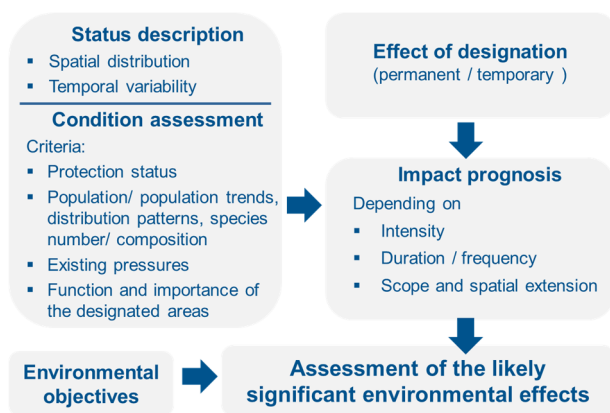 Status description
▪ Spatial distribution
▪ Temporal variability
Condition assessment
Criteria:
▪ Protection status
▪ Population/ population trends,
distribution patterns, species
number/ composition
▪ Existing pressures
▪ Function and importance of
the designated areas
Effect of designation
(permanent / temporary )
Impact prognosis
Depending on
▪ Intensity
▪ Duration / frequency
▪ Scope and spatial extension
Environmental
objectives
Assessment of the likely
significant environmental effects